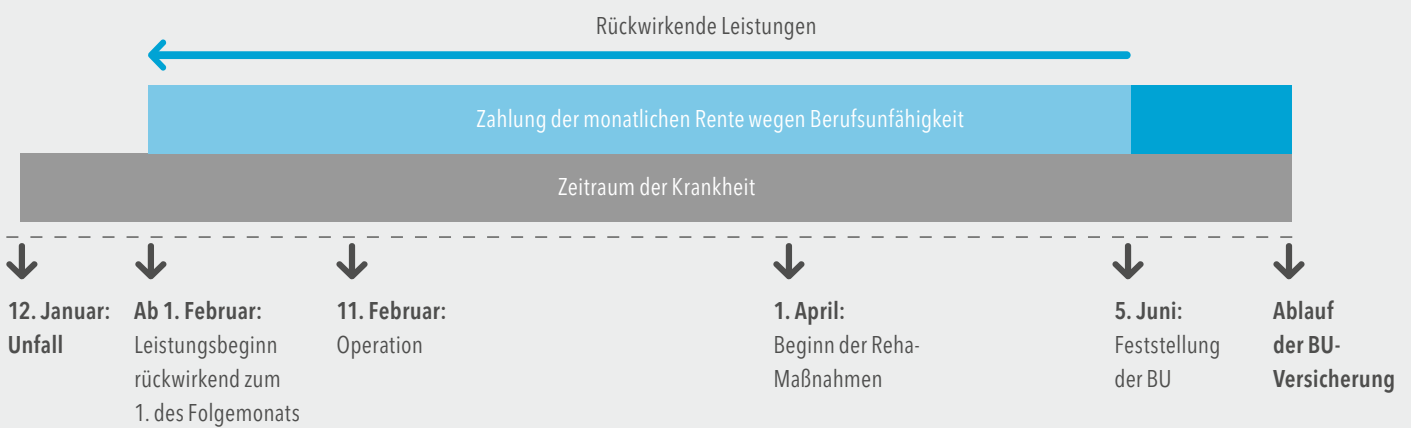 Rückwirkende Leistungen
Zahlung der monatlichen Rente wegen Berufsunfähigkeit
Zeitraum der Krankheit
12. Januar:
Unfall
Ab 1. Februar:
Leistungsbeginn
rückwirkend zum
1. des Folgemonats
11. Februar:
Operation
1. April:
Beginn der Reha-
Maßnahmen
5. Juni:
Feststellung
der BU
Ablauf
der BU-
Versicherung